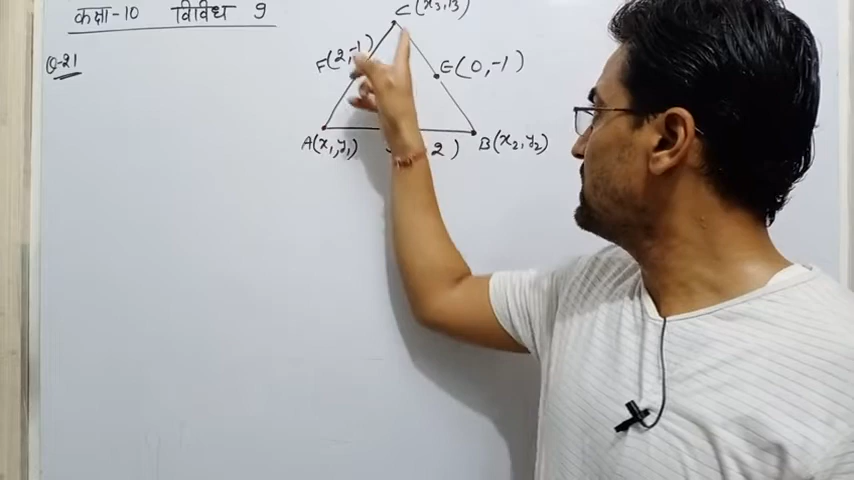 कक्षा-10 विविध 9
Q-21
C(x₃,y₃)
F(2,-1)
E(0,-1)
A(x₁,y₁)
2)
B(x₂,y₂)